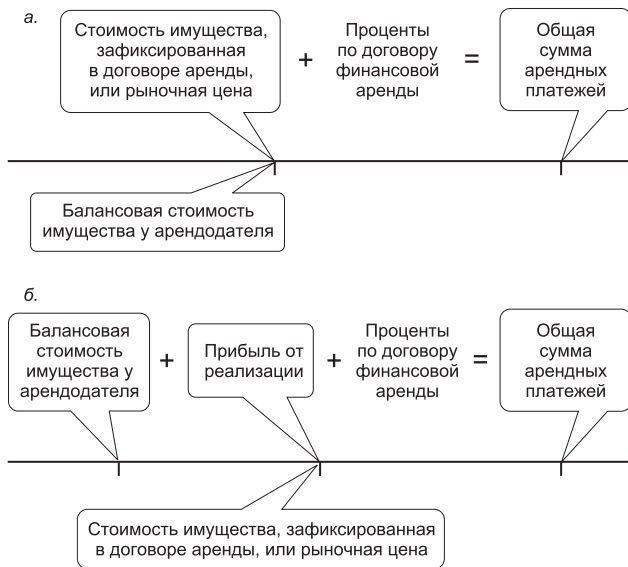 а.
Стоимость имущества,
зафиксированная
в договоре аренды,
или рыночная цена
+
Проценты
по договору
финансовой
аренды
=
Общая
сумма
арендных
платежей
Балансовая стоимость
имущества у арендодателя
б.
Балансовая
стоимость
имущества у
арендодателя
+
Прибыль от
реализации
+
Проценты
по договору
финансовой
аренды
=
Общая
сумма
арендных
платежей
Стоимость имущества, зафиксированная
в договоре аренды, или рыночная цена